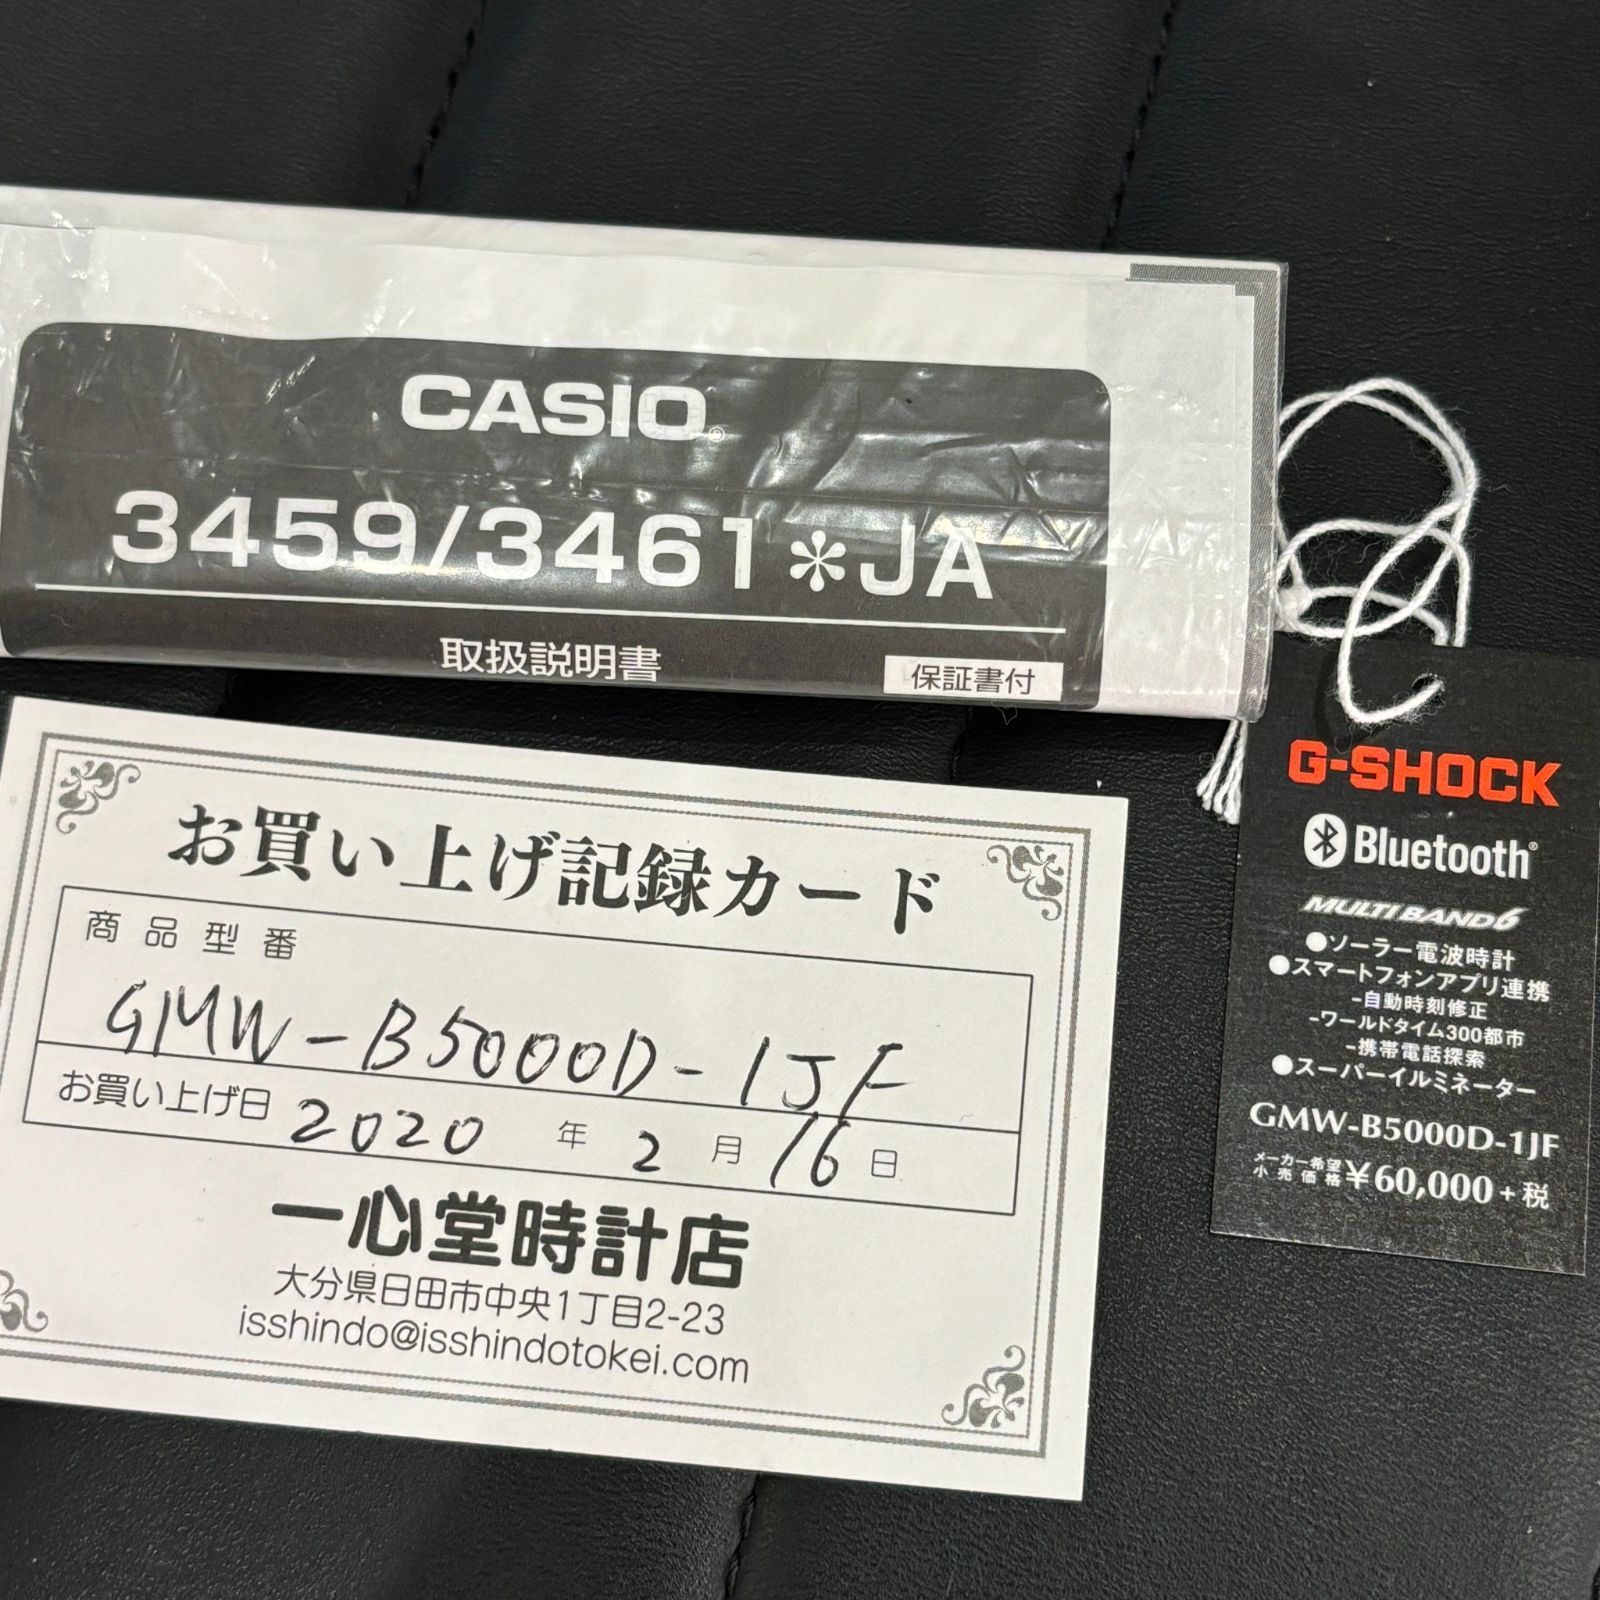 CASIO®
3459/3461*JA
取扱説明書
保証書付
お買い上げ記録カード
商品型番
GMW-B5000D-1JF
お買い上げ日 2020 年 2 月 16 日
一心堂時計店
大分県日田市中央1丁目2-23
isshindo@isshindotokei.com
G-SHOCK
Bluetooth®
MULTI BAND 6
●ソーラー電波時計
●スマートフォンアプリ連携
-自動時刻修正
-ワールドタイム300都市
-携帯電話探索
●スーパーイルミネーター
GMW-B5000D-1JF
メーカー希望小売価格 ¥60,000+税